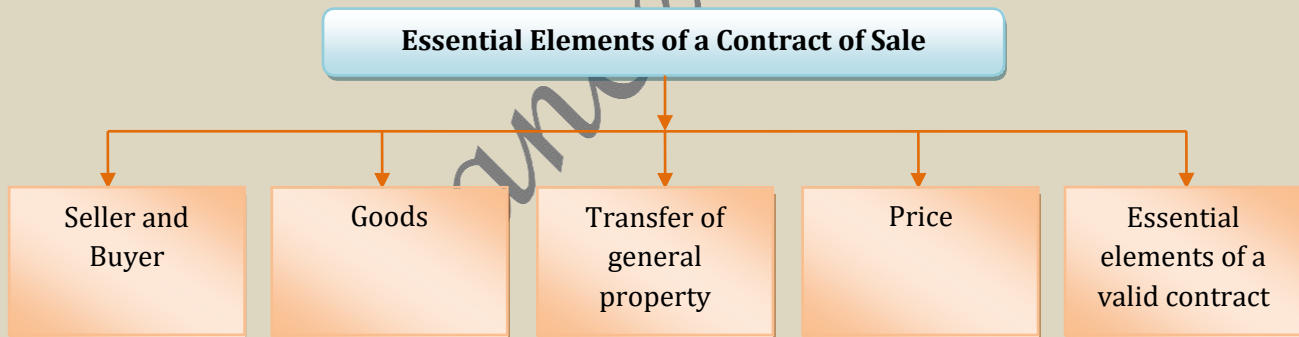 Essential Elements of a Contract of Sale
Seller and
Buyer
Goods
Transfer of
general
property
Price
Essential
elements of a
valid contract